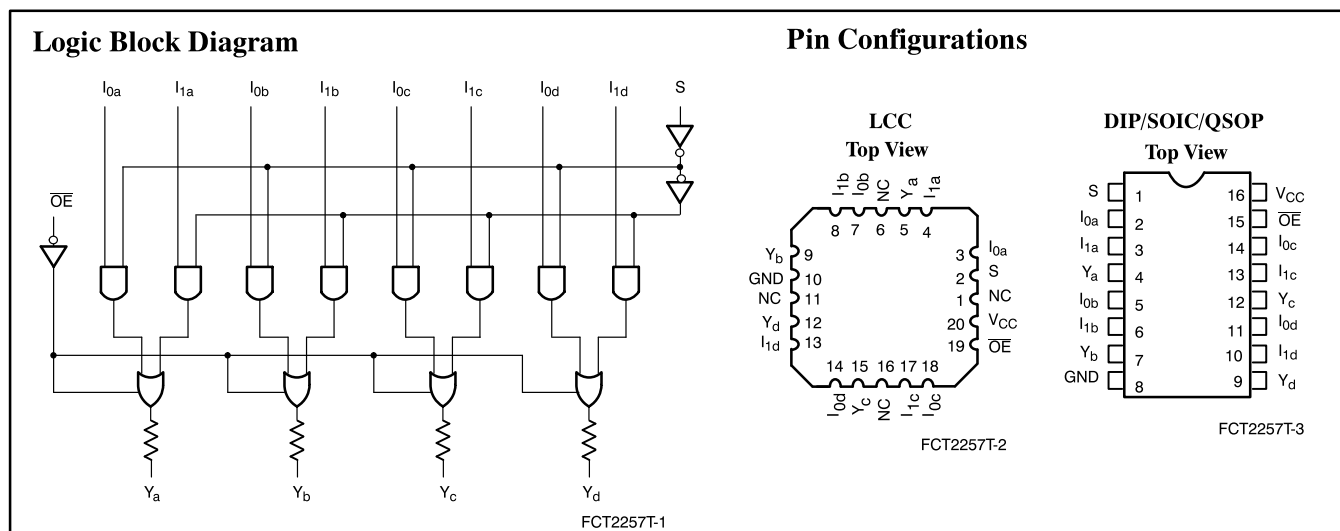 Logic Block Diagram
I0a I1a I0b I1b I0c I1c I0d I1d S
OE
Ya Yb Yc Yd
FCT2257T-1
Pin Configurations
LCC
Top View
I1b I0b NC Ya I1a
8 7 6 5 4
Yb 9
GND 10
NC 11
Yd 12
I1d 13
3 I0a
2 S
1 NC
20 VCC
19 OE
14 15 16 17 18
I0d Yc NC I1c I0c
FCT2257T-2
DIP/SOIC/QSOP
Top View
S 1 16 VCC
I0a 2 15 OE
I1a 3 14 I0c
Ya 4 13 I1c
I0b 5 12 Yc
I1b 6 11 I0d
Yb 7 10 I1d
GND 8 9 Yd
FCT2257T-3